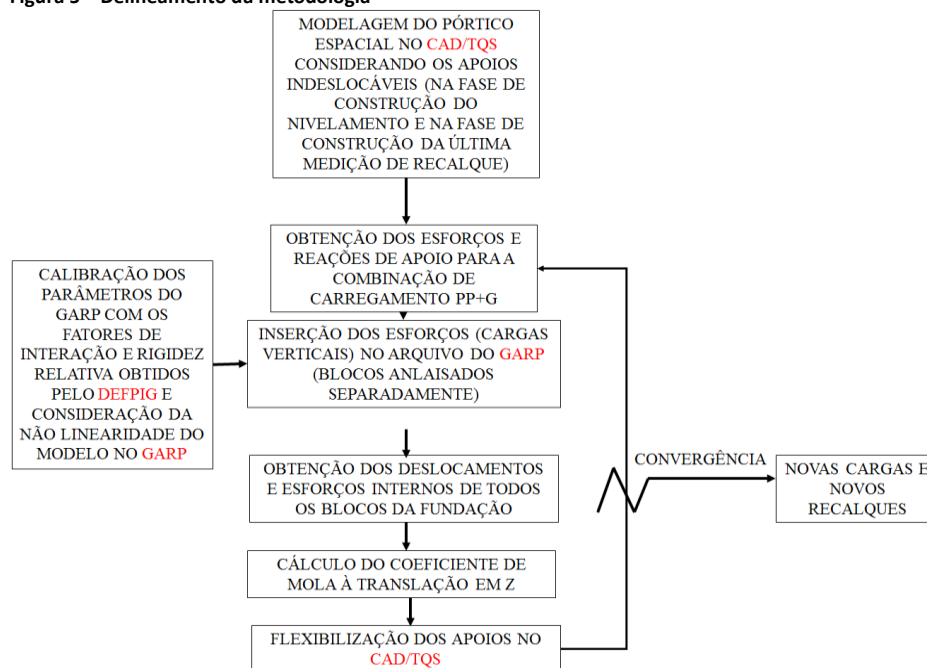 Figura 3 – Delineamento da metodologia
MODELAGEM DO PÓRTICO
ESPACIAL NO CAD/TQS
CONSIDERANDO OS APOIOS
INDESLOCÁVEIS (NA FASE DE
CONSTRUÇÃO DO
NIVELAMENTO E NA FASE DE
CONSTRUÇÃO DA ÚLTIMA
MEDIÇÃO DE RECALQUE)
OBTENÇÃO DOS ESFORÇOS E
REAÇÕES DE APOIO PARA A
COMBINAÇÃO DE
CARREGAMENTO PP+G
CALIBRAÇÃO DOS
PARÂMETROS DO
GARP COM OS
FATORES DE
INTERAÇÃO E RIGIDEZ
RELATIVA OBTIDOS
PELO DEFPIG E
CONSIDERAÇÃO DA
NÃO LINEARIDADE DO
MODELO NO GARP
INSERÇÃO DOS ESFORÇOS (CARGAS
VERTICAIS) NO ARQUIVO DO GARP
(BLOCOS ANLAISADOS
SEPARADAMENTE)
OBTENÇÃO DOS DESLOCAMENTOS
E ESFORÇOS INTERNOS DE TODOS
OS BLOCOS DA FUNDAÇÃO
CONVERGÊNCIA
NOVAS CARGAS E
NOVOS
RECALQUES
CÁLCULO DO COEFICIENTE DE
MOLA À TRANSLAÇÃO EM Z
FLEXIBILIZAÇÃO DOS APOIOS NO
CAD/TQS